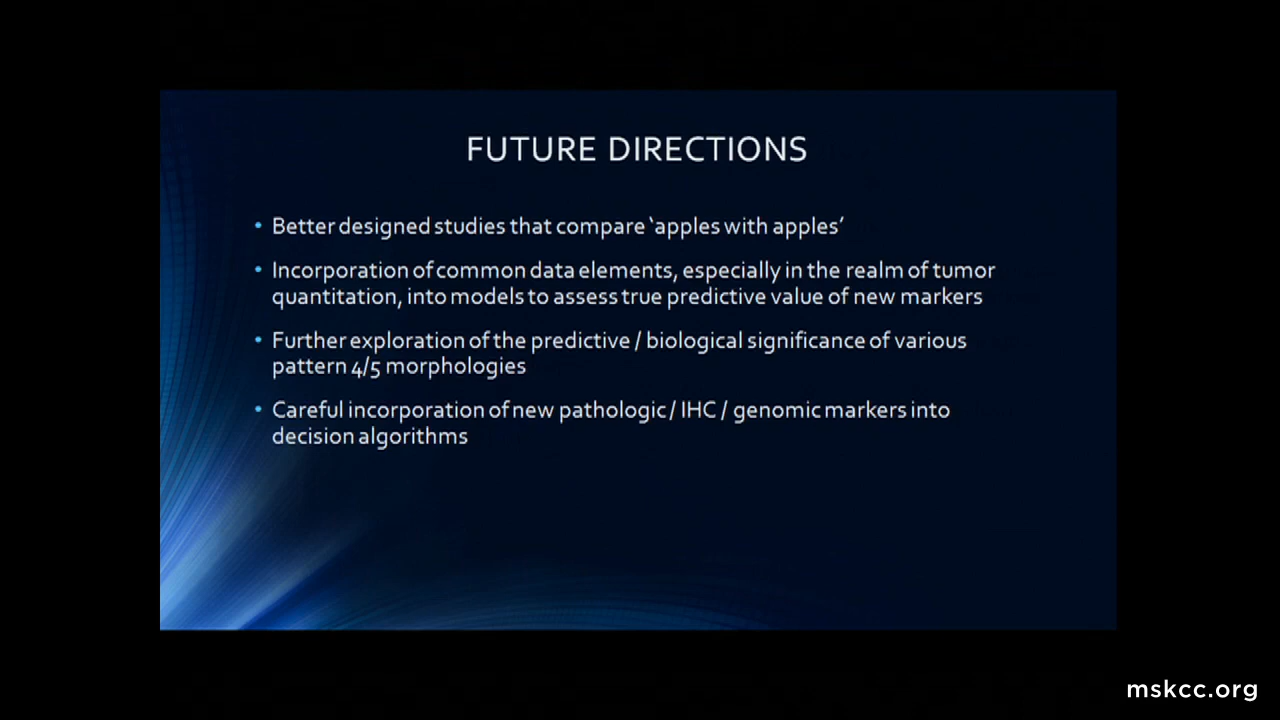 FUTURE DIRECTIONS
• Better designed studies that compare ‘apples with apples’
• Incorporation of common data elements, especially in the realm of tumor
quantitation, into models to assess true predictive value of new markers
• Further exploration of the predictive / biological significance of various
pattern 4/5 morphologies
• Careful incorporation of new pathologic / IHC / genomic markers into
decision algorithms
mskcc.org